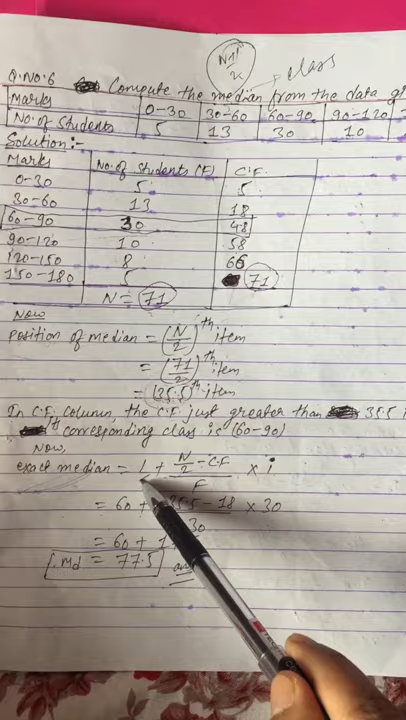 N+1/2
class
Q.No:6 Compute the median from the data
Marks 0-30 30-60 60-90 90-120
No. of Students 5 13 30 10
Solution:-
Marks No. of Students (F) C.F
0-30 5 5
30-60 13 18
60-90 30 48
90-120 10 58
120-150 8 66
150-180 5 71
N = 71
Now
position of median = (N/2)th item
= (71/2)th item
= (35.5)th item
In C.F. column, the C.F just greater than 35.5 i
it's corresponding class is (60-90)
Now,
exact median = L + N/2 - C.F / F × i
= 60 + 35.5 - 18 / 30 × 30
= 60 + 1
∴ Md = 77.5